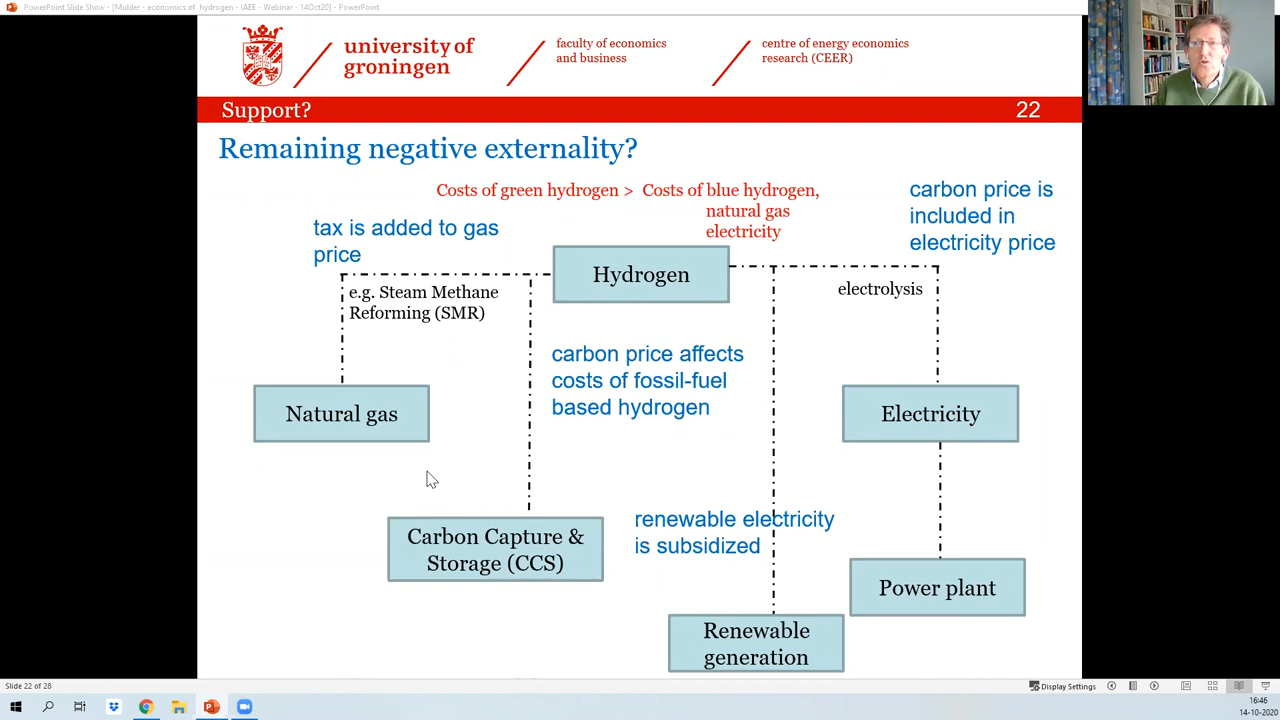 PowerPoint Slide Show - [Mulder - economics of hydrogen - IAEE - Webinar - 14Oct20] - PowerPoint
university of
groningen
faculty of economics
and business
centre of energy economics
research (CEER)
Support?
22
Remaining negative externality?
Costs of green hydrogen > Costs of blue hydrogen,
natural gas
electricity
carbon price is
included in
electricity price
tax is added to gas
price
Hydrogen
e.g. Steam Methane
Reforming (SMR)
electrolysis
carbon price affects
costs of fossil-fuel
based hydrogen
Natural gas
Electricity
Carbon Capture &
Storage (CCS)
renewable electricity
is subsidized
Power plant
Renewable
generation
Slide 22 of 28
Display Settings
16:46
14-10-2020